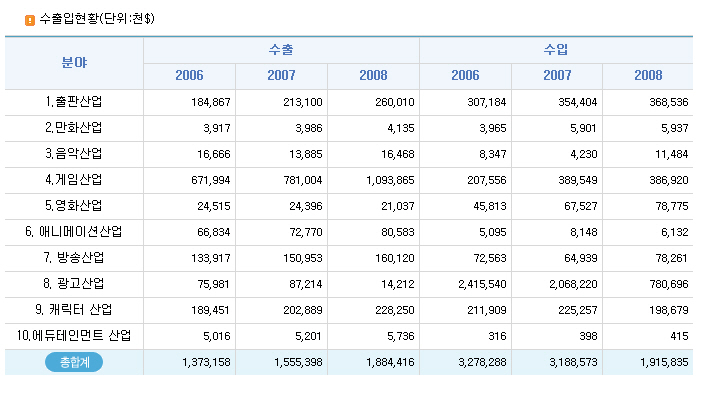 수출입현황(단위:천$)
분야 수출 수입
2006 2007 2008 2006 2007 2008
1.출판산업 184,867 213,100 260,010 307,184 354,404 368,536
2.만화산업 3,917 3,986 4,135 3,965 5,901 5,937
3.음악산업 16,666 13,885 16,468 8,347 4,230 11,484
4.게임산업 671,994 781,004 1,093,865 207,556 389,549 386,920
5.영화산업 24,515 24,396 21,037 45,813 67,527 78,775
6. 애니메이션산업 66,834 72,770 80,583 5,095 8,148 6,132
7. 방송산업 133,917 150,953 160,120 72,563 64,939 78,261
8. 광고산업 75,981 87,214 14,212 2,415,540 2,068,220 780,696
9. 캐릭터 산업 189,451 202,889 228,250 211,909 225,257 198,679
10.에듀테인먼트 산업 5,016 5,201 5,736 316 398 415
총합계 1,373,158 1,555,398 1,884,416 3,278,288 3,188,573 1,915,835